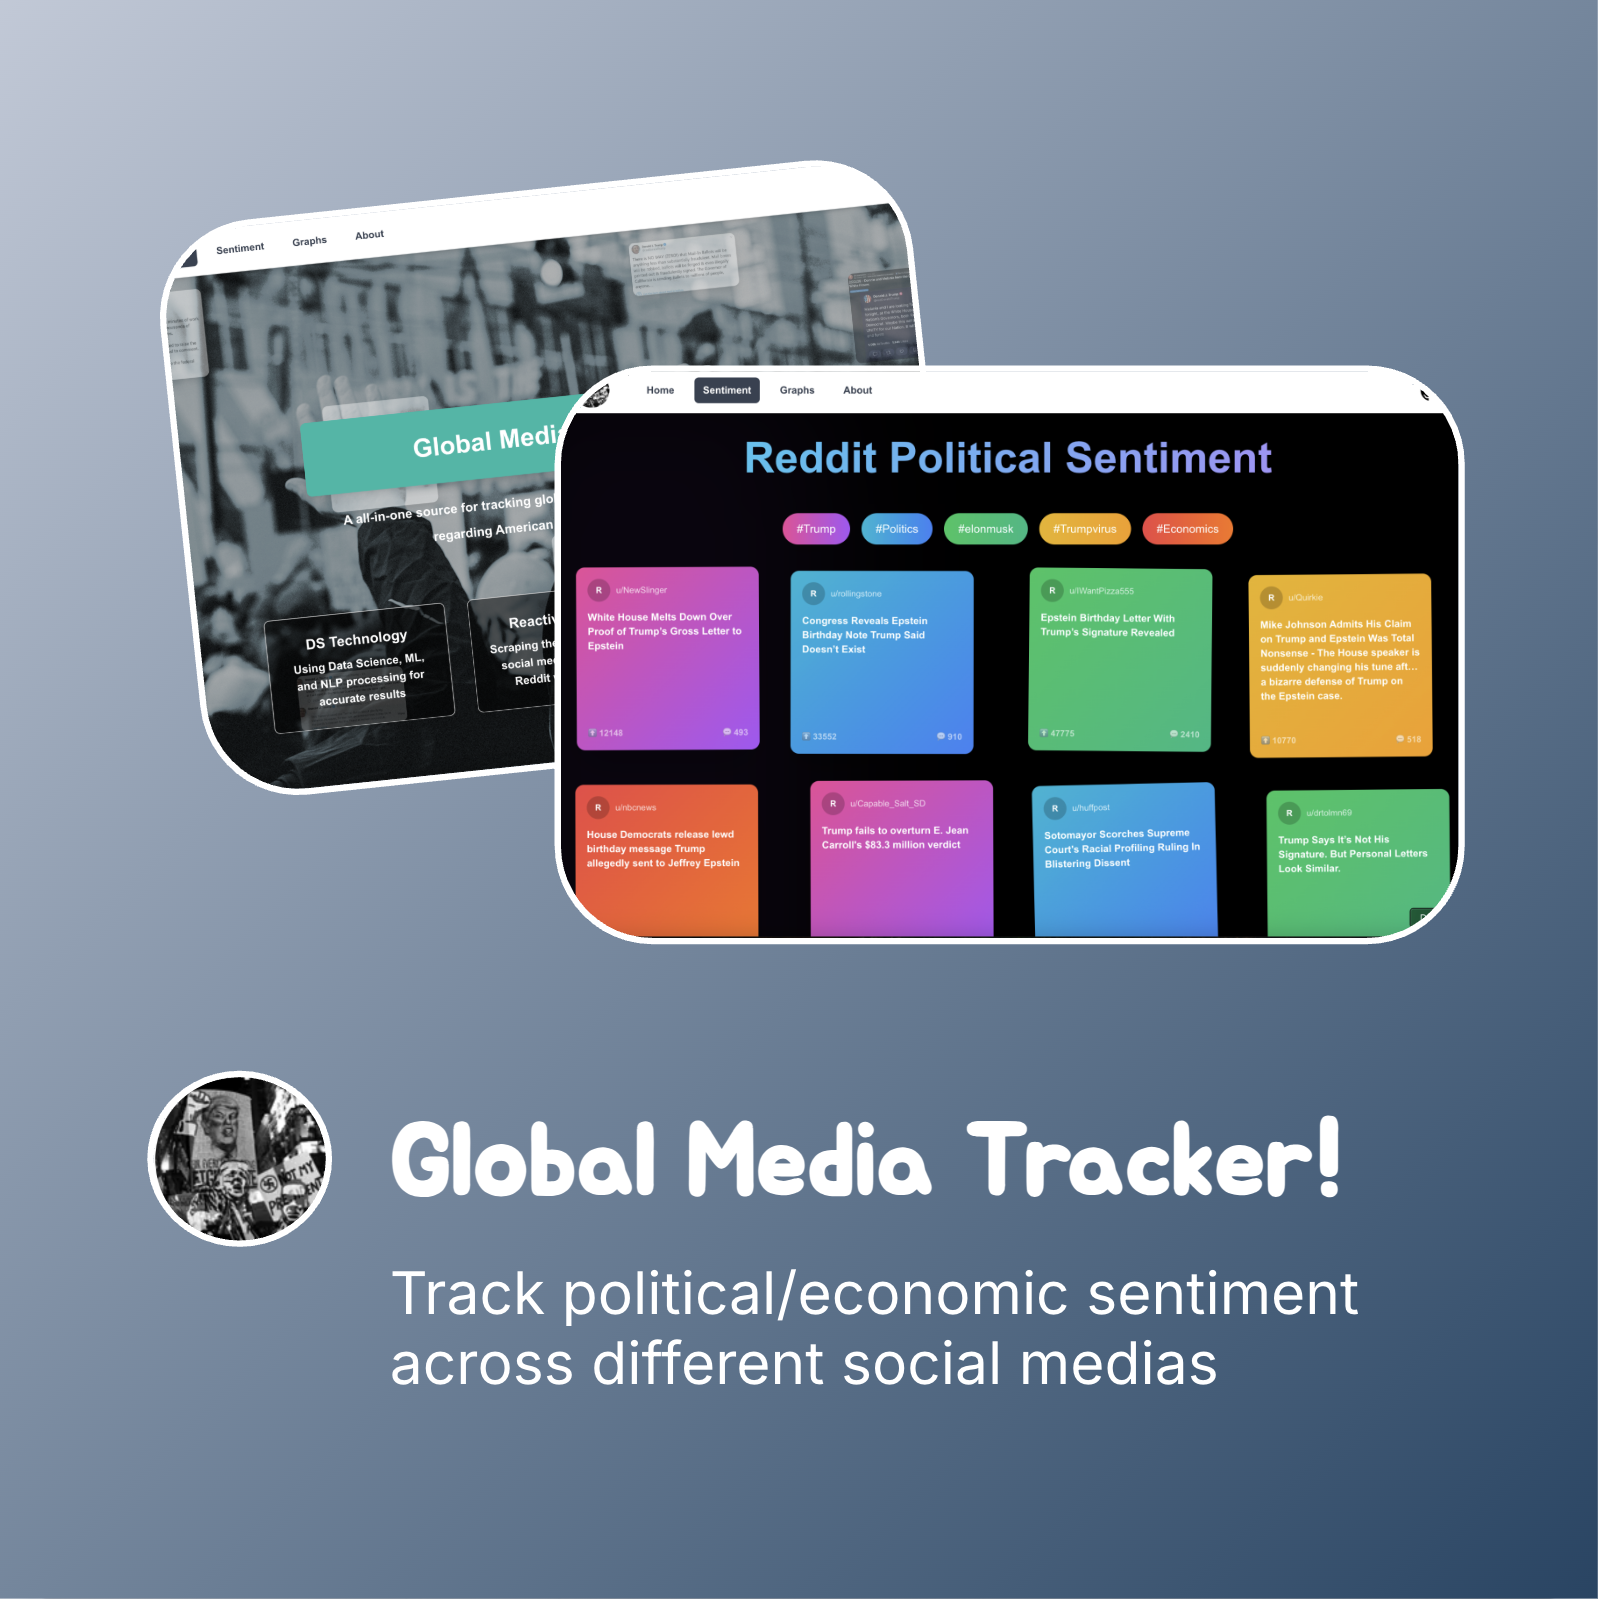 Sentiment Graphs About
Global Media
A all-in-one source for tracking glo
regarding American
DS Technology
Using Data Science, ML,
and NLP processing for
accurate results
Reactiv
Scraping the
social me
Reddit
Home Sentiment Graphs About
Reddit Political Sentiment
#Trump #Politics #elonmusk #Trumpvirus #Economics
R u/NewSlinger
White House Melts Down Over
Proof of Trump's Gross Letter to
Epstein
12148 493
R u/rollingstone
Congress Reveals Epstein
Birthday Note Trump Said
Doesn't Exist
33552 910
R u/IWantPizza555
Epstein Birthday Letter With
Trump's Signature Revealed
47775 2410
R u/Quirkie
Mike Johnson Admits His Claim
on Trump and Epstein Was Total
Nonsense - The House speaker is
suddenly changing his tune aft...
a bizarre defense of Trump on
the Epstein case.
10770 518
R u/nbcnews
House Democrats release lewd
birthday message Trump
allegedly sent to Jeffrey Epstein
R u/Capable_Salt_SD
Trump fails to overturn E. Jean
Carroll's $83.3 million verdict
R u/huffpost
Sotomayor Scorches Supreme
Court's Racial Profiling Ruling In
Blistering Dissent
R u/drtolmn69
Trump Says It's Not His
Signature. But Personal Letters
Look Similar.
NOT MY
PRESIDENT
Global Media Tracker!
Track political/economic sentiment
across different social medias